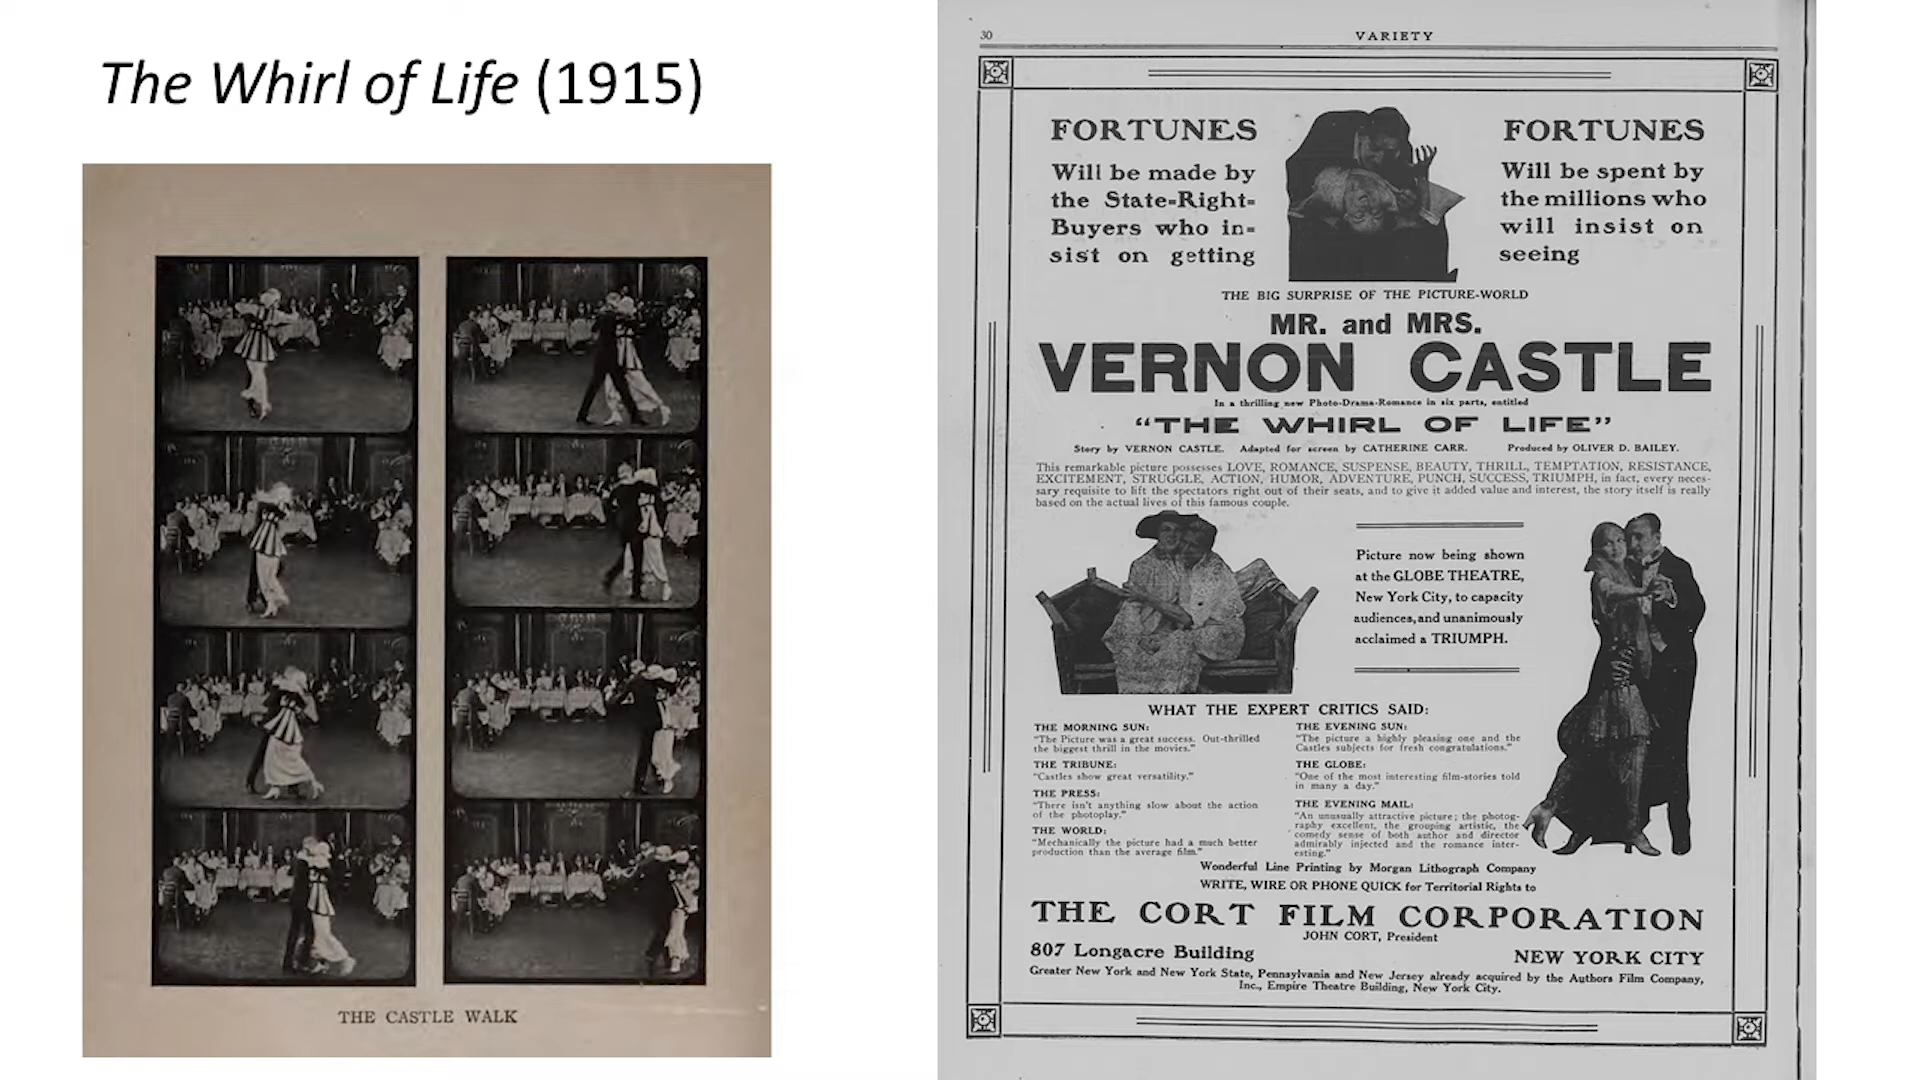 The Whirl of Life (1915)
THE CASTLE WALK
30
VARIETY
FORTUNES
Will be made by
the State-Right-
Buyers who in-
sist on getting
FORTUNES
Will be spent by
the millions who
will insist on
seeing
THE BIG SURPRISE OF THE PICTURE-WORLD
MR. and MRS.
VERNON CASTLE
In a thrilling new Photo-Drama-Romance in six parts, entitled
"THE WHIRL OF LIFE"
Story by VERNON CASTLE. Adapted for screen by CATHERINE CARR. Produced by OLIVER D. BAILEY.
This remarkable picture possesses LOVE, ROMANCE, SUSPENSE, BEAUTY, THRILL, TEMPTATION, RESISTANCE,
EXCITEMENT, STRUGGLE, ACTION, HUMOR, ADVENTURE, PUNCH, SUCCESS, TRIUMPH, in fact, every neces-
sary requisite to lift the spectators right out of their seats, and to give it added value and interest, the story itself is really
based on the actual lives of this famous couple.
Picture now being shown
at the GLOBE THEATRE,
New York City, to capacity
audiences, and unanimously
acclaimed a TRIUMPH.
WHAT THE EXPERT CRITICS SAID:
THE MORNING SUN:
"The Picture was a great success. Out-thrilled
the biggest thrill in the movies."
THE TRIBUNE:
"Castles show great versatility."
THE PRESS:
"There isn't anything slow about the action
of the photoplay."
THE WORLD:
"Mechanically the picture had a much better
production than the average film."
THE EVENING SUN:
"The picture a highly pleasing one and the
Castles subjects for fresh congratulations."
THE GLOBE:
"One of the most interesting film-stories told
in many a day."
THE EVENING MAIL:
"An unusually attractive picture; the photog-
raphy excellent, the grouping artistic, the
comedy sense of both author and director
admirably injected and the romance inter-
esting."
Wonderful Line Printing by Morgan Lithograph Company
WRITE, WIRE OR PHONE QUICK for Territorial Rights to
THE CORT FILM CORPORATION
JOHN CORT, President
807 Longacre Building
NEW YORK CITY
Greater New York and New York State, Pennsylvania and New Jersey already acquired by the Authors Film Company,
Inc., Empire Theatre Building, New York City.